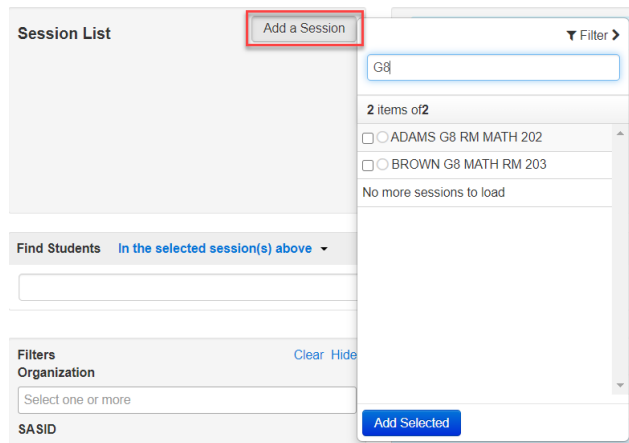 Session List
Add a Session
Filter
G8
2 items of2
ADAMS G8 RM MATH 202
BROWN G8 MATH RM 203
No more sessions to load
Find Students In the selected session(s) above
Filters Clear Hide
Organization
Select one or more
SASID
Add Selected